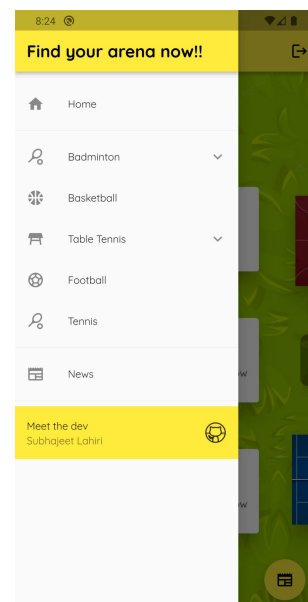 8:24
Find your arena now!!
Home
Badminton
Basketball
Table Tennis
Football
Tennis
News
Meet the dev
Subhajeet Lahiri